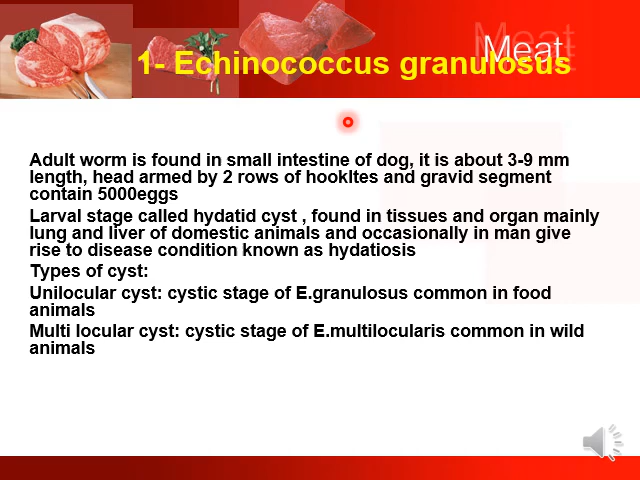 Meat
1- Echinococcus granulosus
Adult worm is found in small intestine of dog, it is about 3-9 mm
length, head armed by 2 rows of hookltes and gravid segment
contain 5000eggs
Larval stage called hydatid cyst , found in tissues and organ mainly
lung and liver of domestic animals and occasionally in man give
rise to disease condition known as hydatiosis
Types of cyst:
Unilocular cyst: cystic stage of E.granulosus common in food
animals
Multi locular cyst: cystic stage of E.multilocularis common in wild
animals